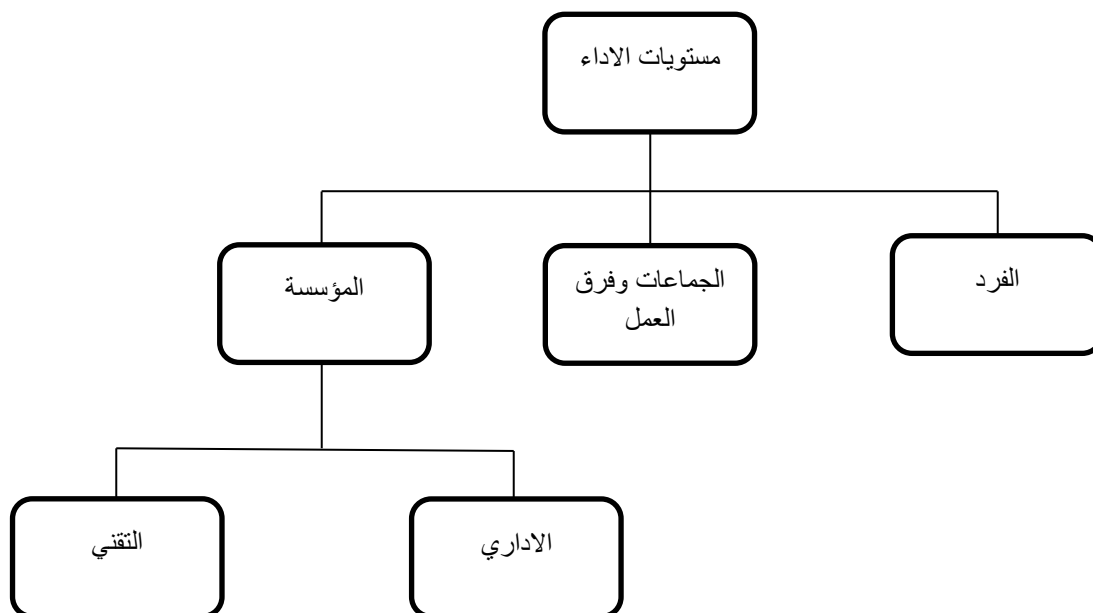 مستويات الاداء
الفرد
الجماعات وفرق
العمل
المؤسسة
الاداري
التقني